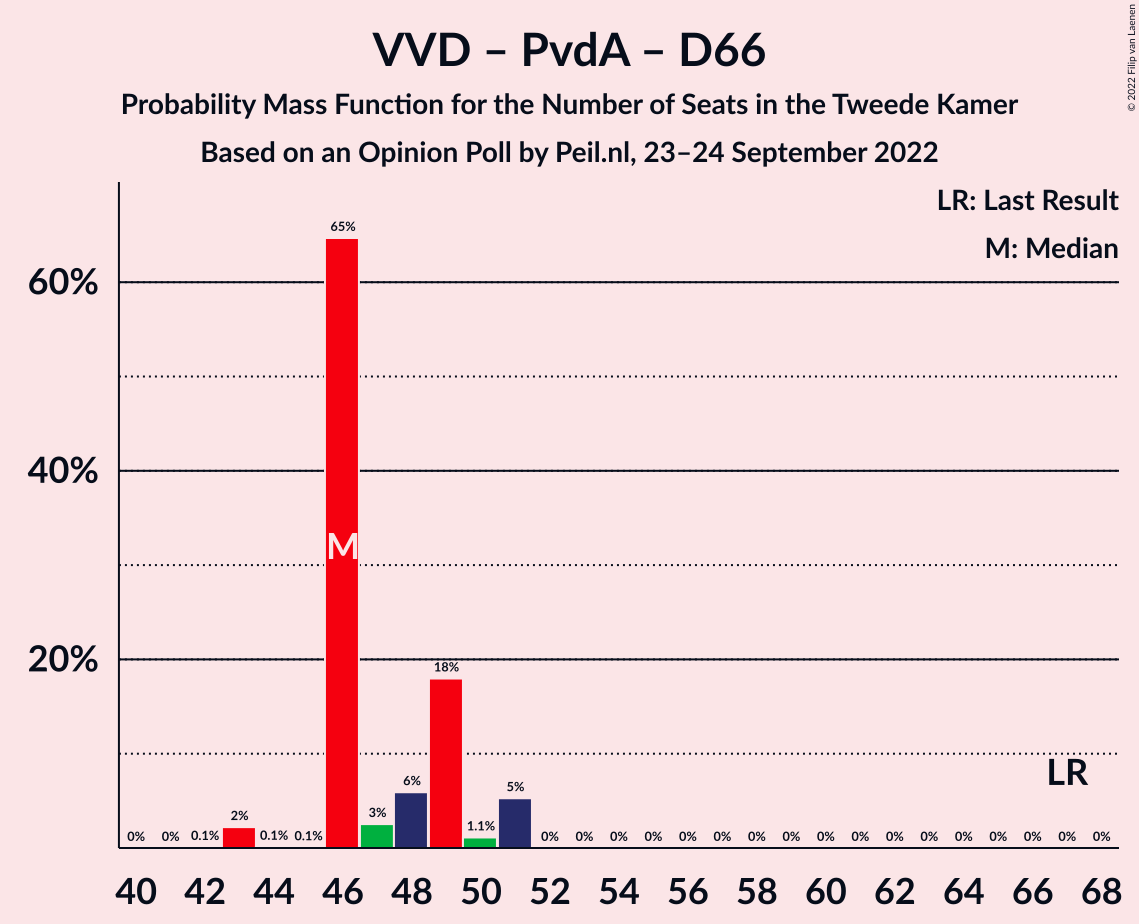 VVD – PvdA – D66
Probability Mass Function for the Number of Seats in the Tweede Kamer
Based on an Opinion Poll by Peil.nl, 23–24 September 2022
© 2022 Filip van Laenen
LR: Last Result
M: Median
60%
40%
20%
0% 0% 0.1% 2% 0.1% 0.1% 65% 3% 6% 18% 1.1% 5% 0% 0% 0% 0% 0% 0% 0% 0% 0% 0% 0% 0% 0% 0% 0% 0% 0%
M
LR
40 42 44 46 48 50 52 54 56 58 60 62 64 66 68